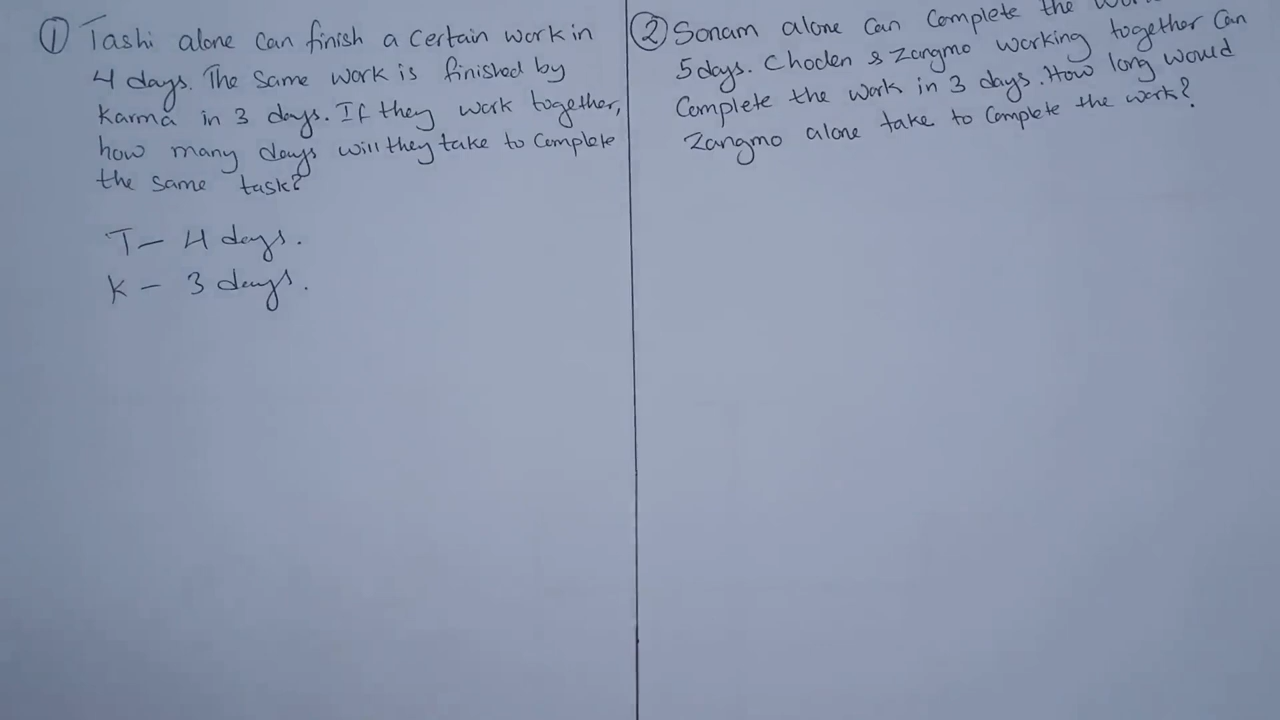 ① Tashi alone can finish a certain work in
4 days. The same work is finished by
Karma in 3 days. If they work together,
how many days will they take to complete
the same task?
T – 4 days.
K – 3 days.
② Sonam alone can complete the
5 days. Choden & Zangmo working together can
complete the work in 3 days. How long would
Zangmo alone take to complete the work?